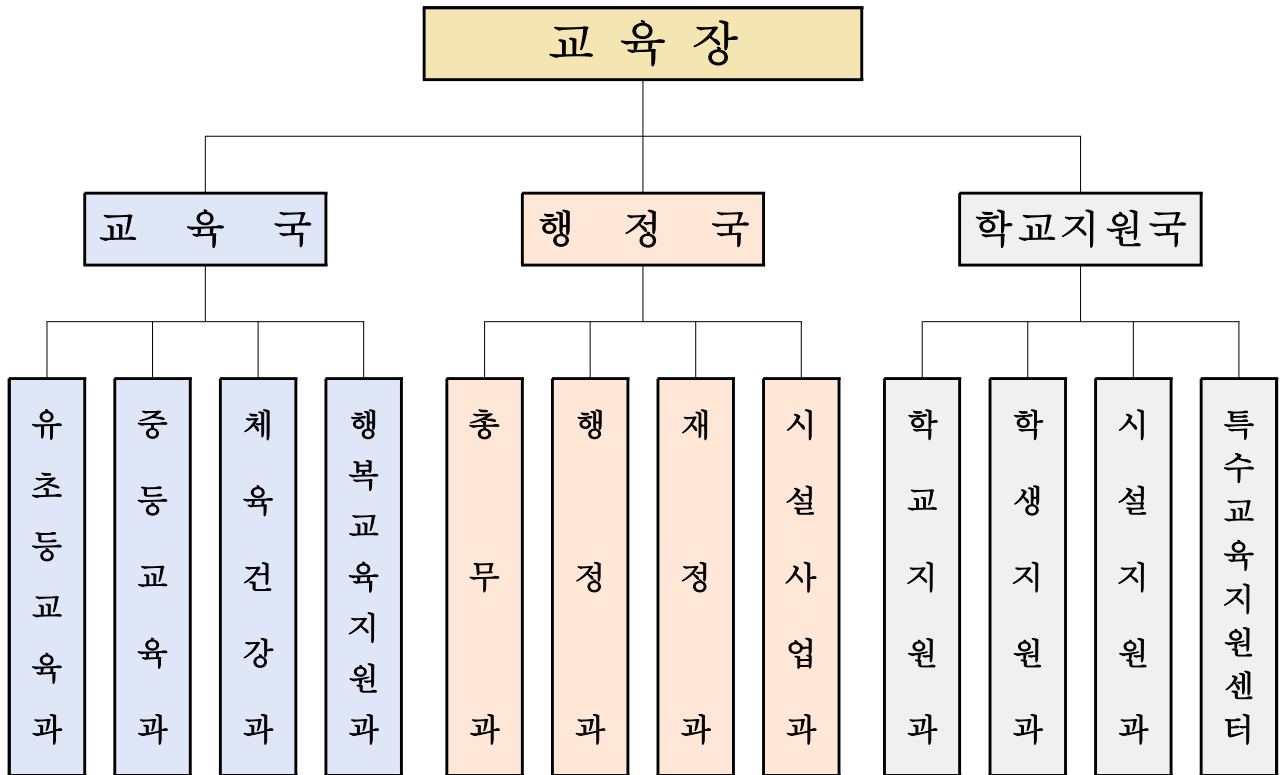 교 육 장
교 육 국
행 정 국
학교지원국
유초등교육과
중등교육과
체육건강과
행복교육지원과
총무과
행정과
재정과
시설사업과
학교지원과
학생지원과
시설지원과
특수교육지원센터